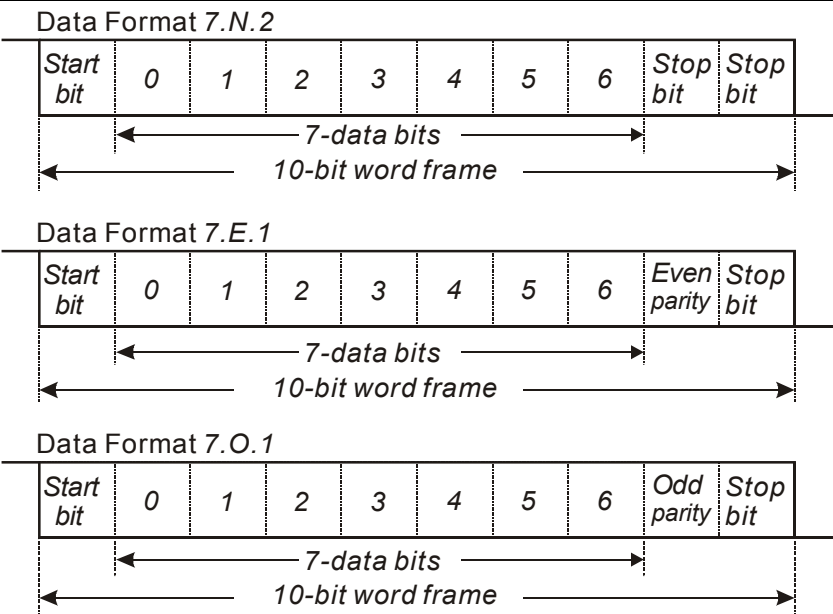 Data Format 7.N.2
Start bit 0 1 2 3 4 5 6 Stop bit Stop bit
7-data bits
10-bit word frame
Data Format 7.E.1
Start bit 0 1 2 3 4 5 6 Even parity Stop bit
7-data bits
10-bit word frame
Data Format 7.O.1
Start bit 0 1 2 3 4 5 6 Odd parity Stop bit
7-data bits
10-bit word frame